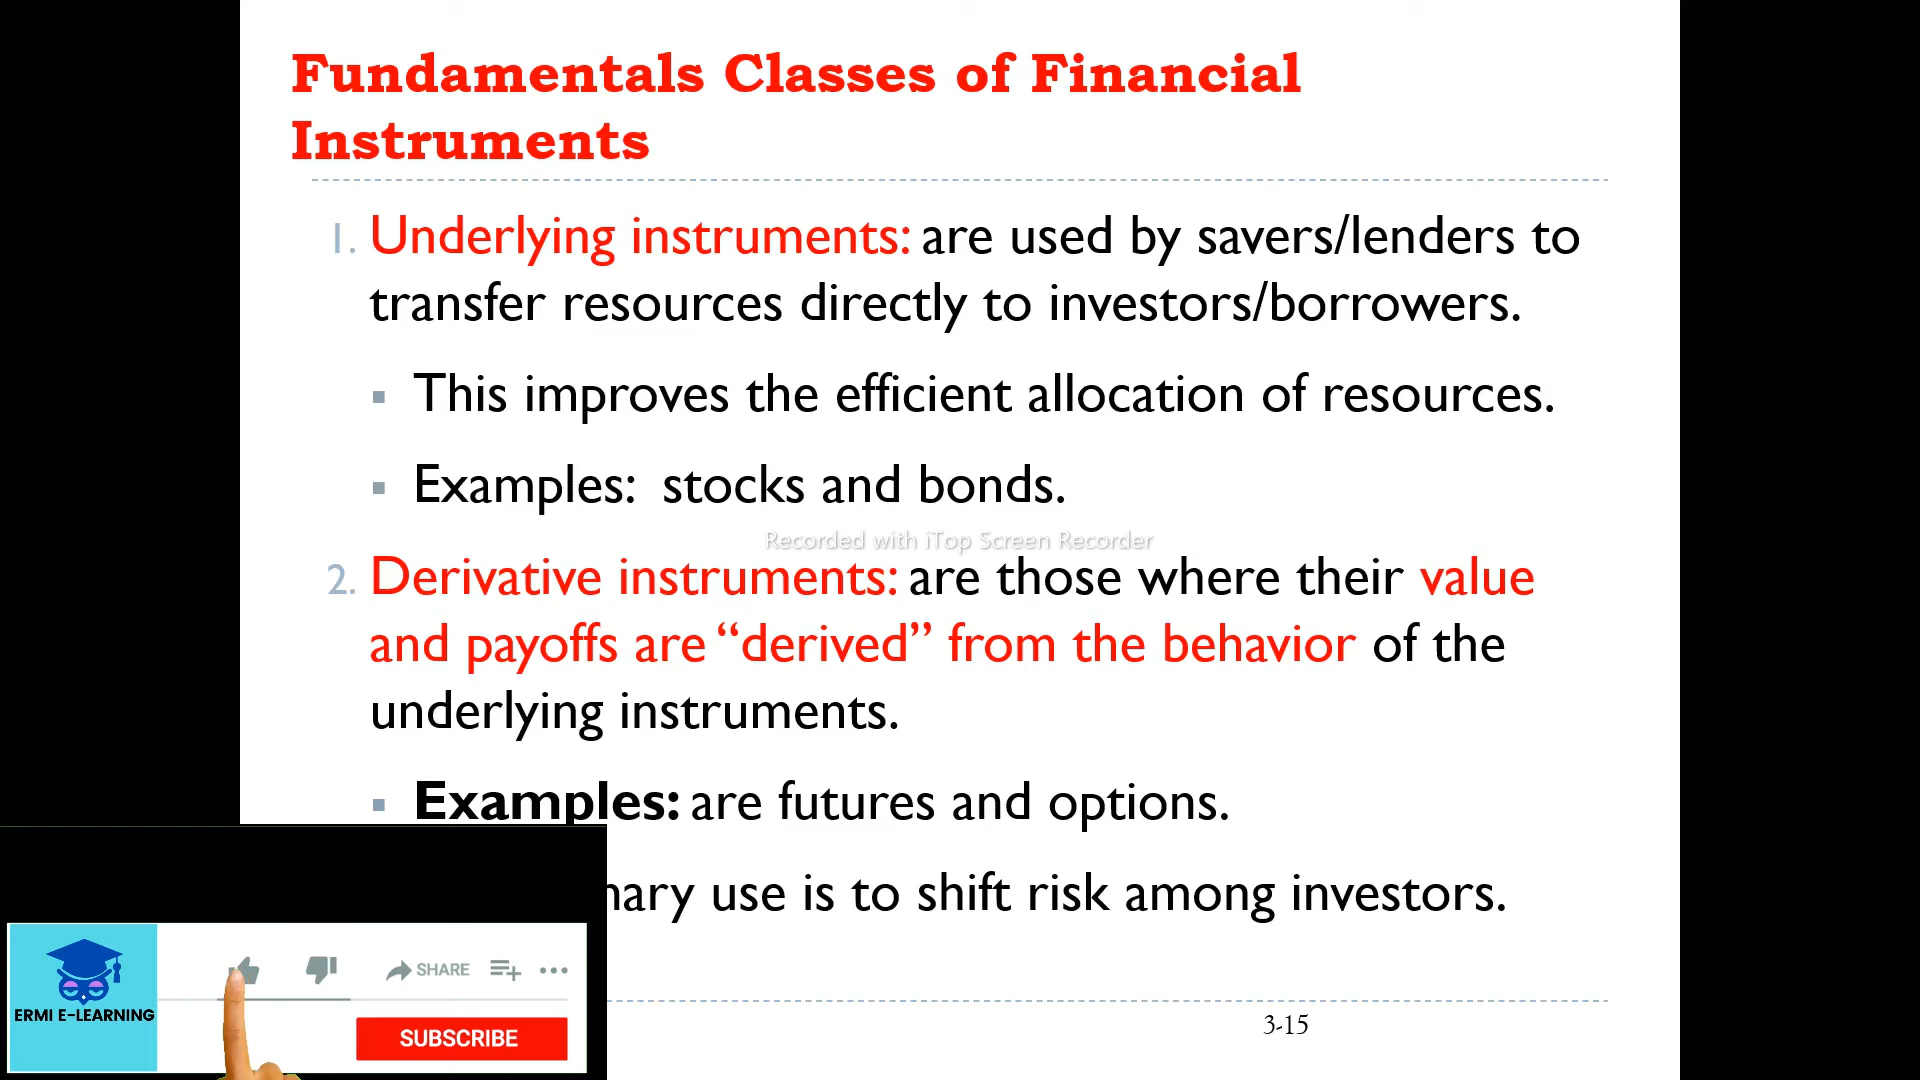 Fundamentals Classes of Financial
Instruments
1. Underlying instruments: are used by savers/lenders to
transfer resources directly to investors/borrowers.
▪ This improves the efficient allocation of resources.
▪ Examples: stocks and bonds.
Recorded with iTop Screen Recorder
2. Derivative instruments: are those where their value
and payoffs are “derived” from the behavior of the
underlying instruments.
▪ Examples: are futures and options.
use is to shift risk among investors.
SHARE
ERMI E-LEARNING
SUBSCRIBE
3-15